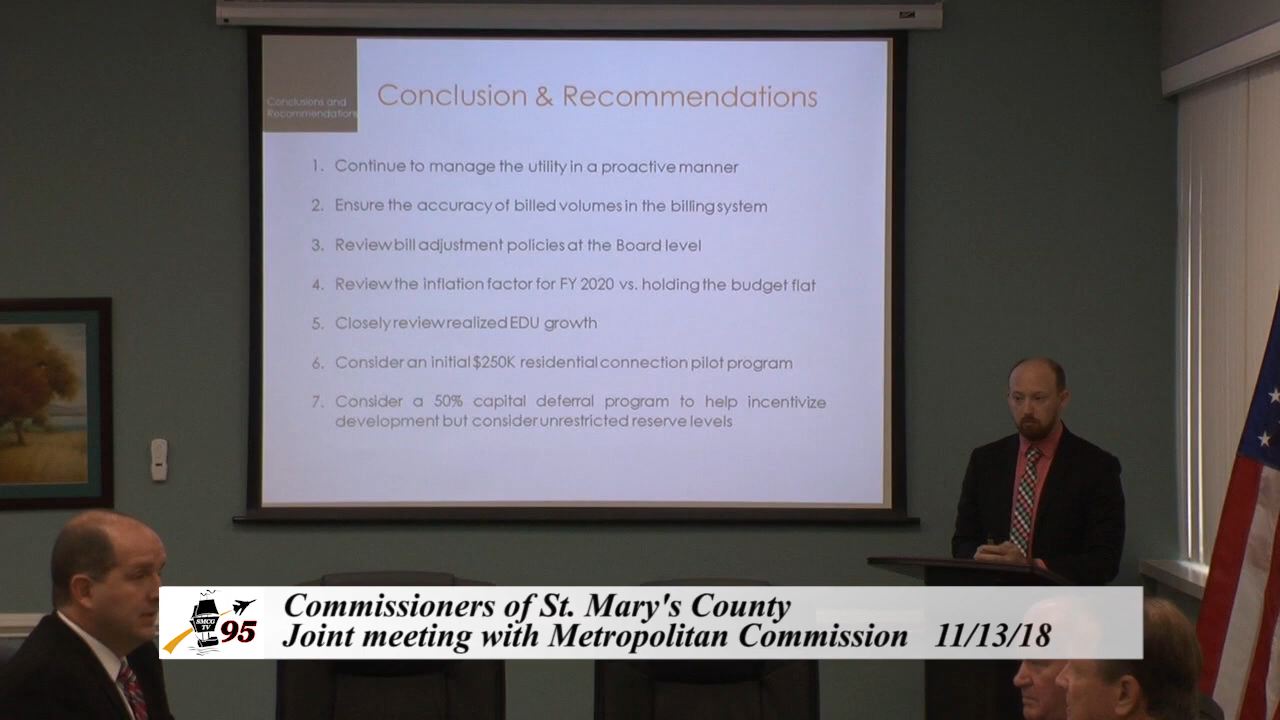 Conclusions and
Recommendations
Conclusion & Recommendations
1. Continue to manage the utility in a proactive manner
2. Ensure the accuracy of billed volumes in the billing system
3. Review bill adjustment policies at the Board level
4. Review the inflation factor for FY 2020 vs. holding the budget flat
5. Closely review realized EDU growth
6. Consider an initial $250K residential connection pilot program
7. Consider a 50% capital deferral program to help incentivize
development but consider unrestricted reserve levels
SMCG
TV
95
Commissioners of St. Mary's County
Joint meeting with Metropolitan Commission 11/13/18